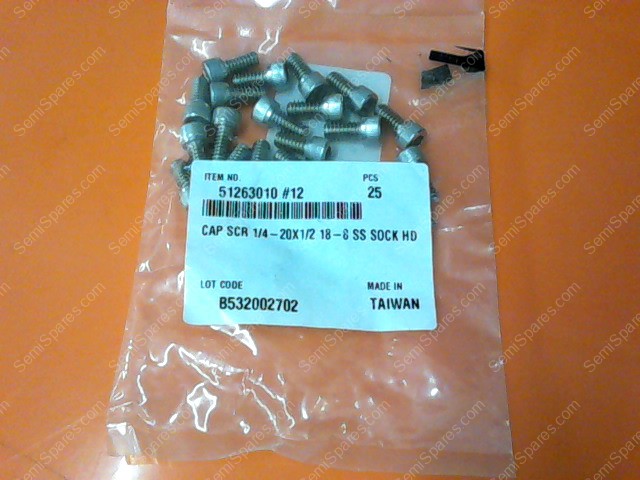 ITEM NO. PCS
51263010 #12 25
CAP SCR 1/4-20X1/2 18-8 SS SOCK HD
LOT CODE MADE IN
B532002702 TAIWAN
SemiSpares.com